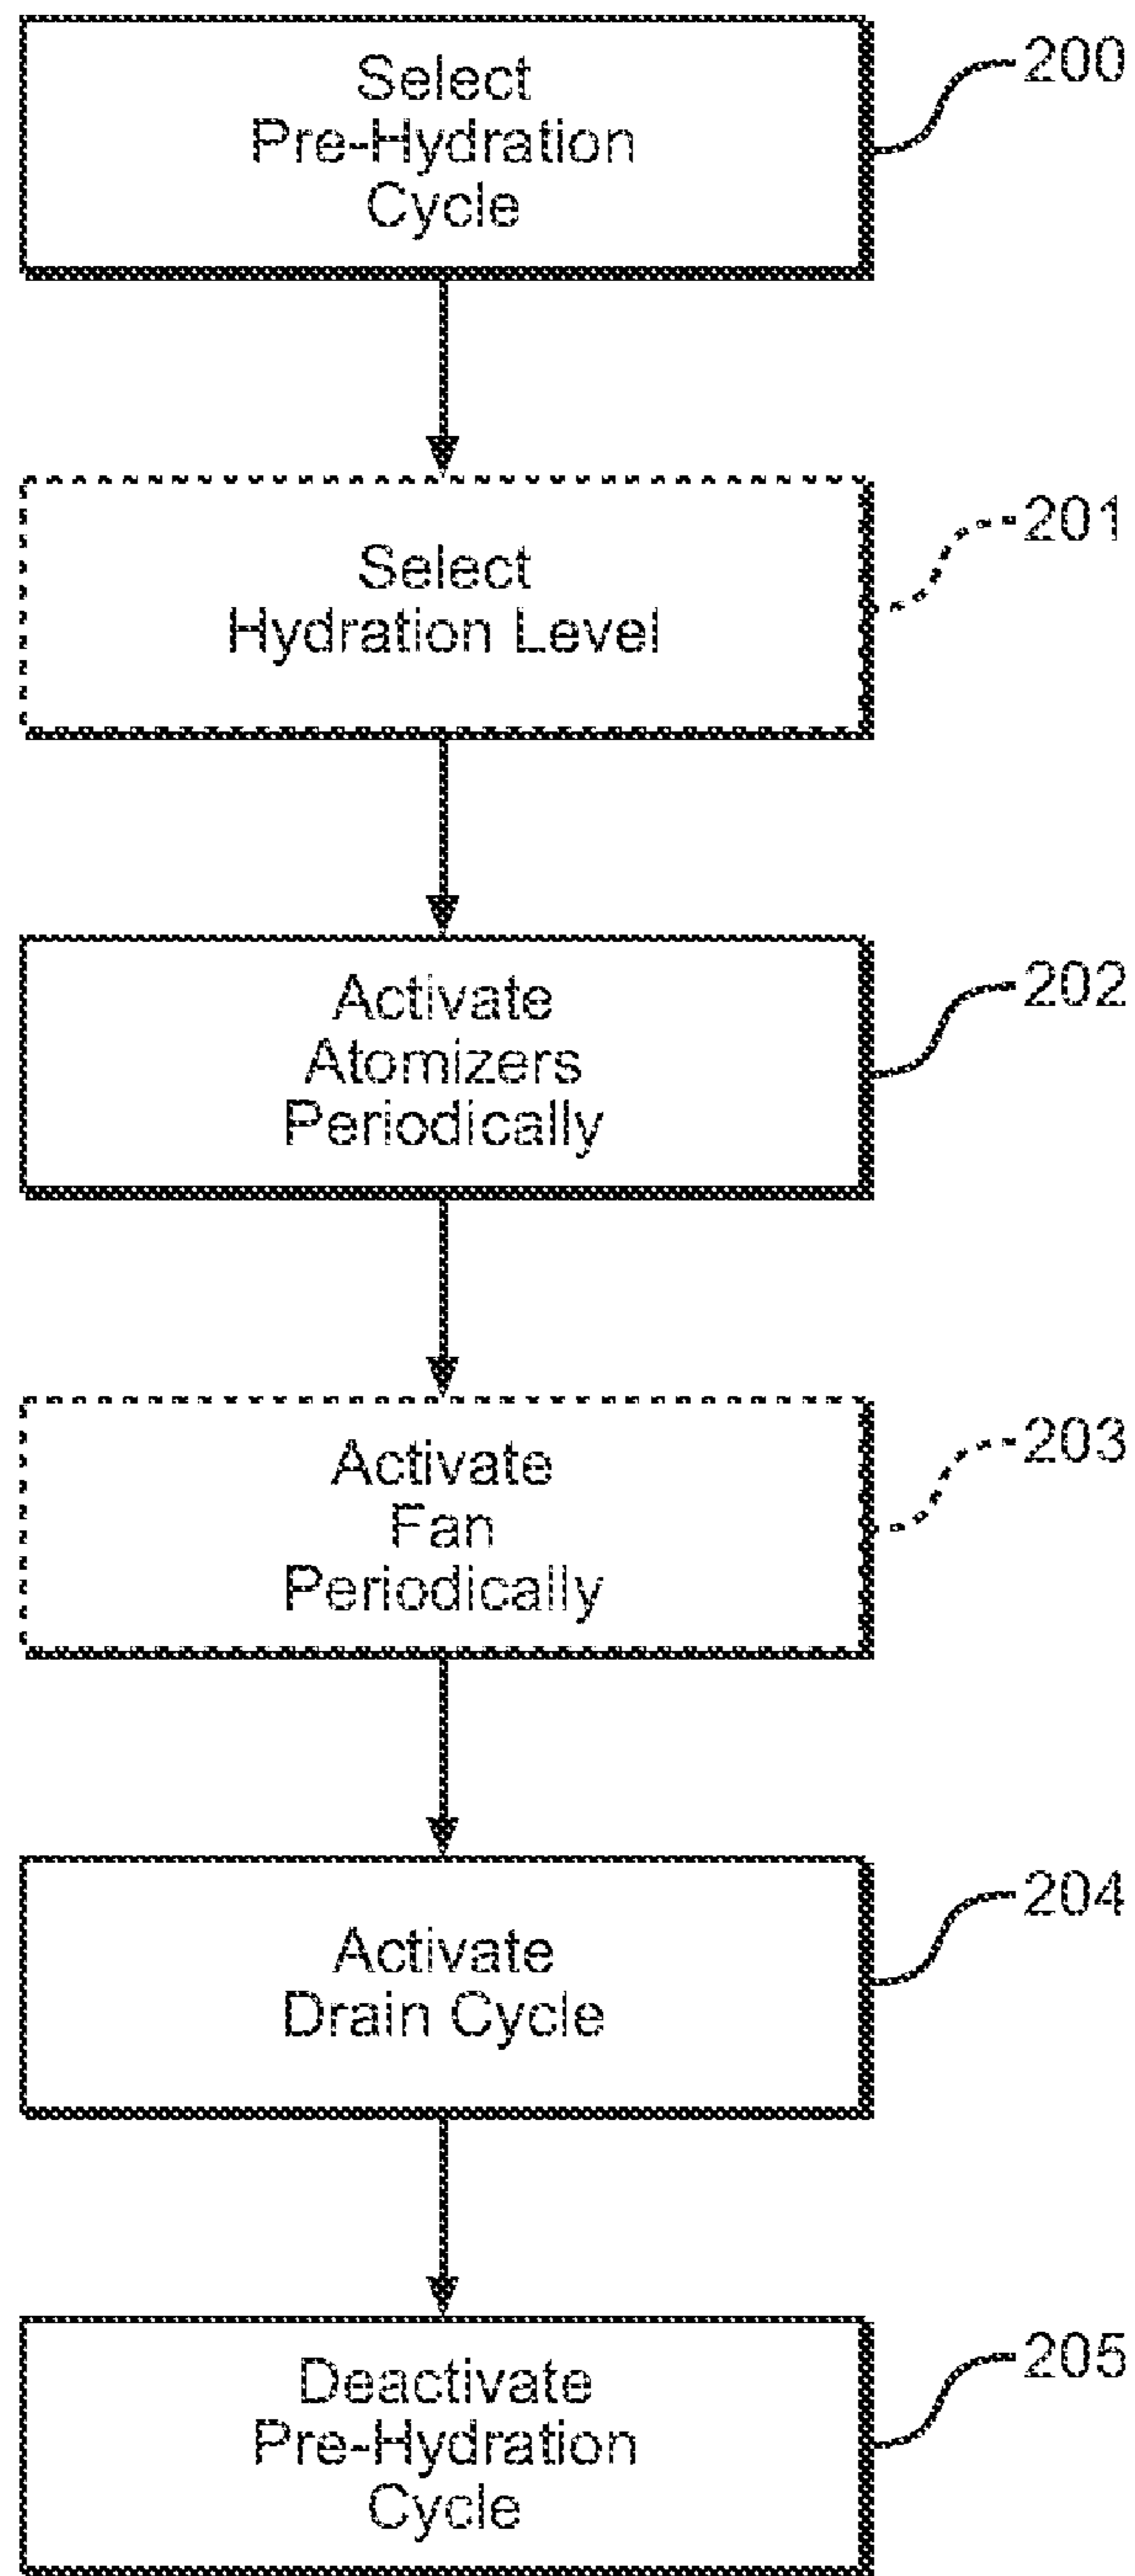 Select
Pre-Hydration
Cycle
200
Select
Hydration Level
201
Activate
Atomizers
Periodically
202
Activate
Fan
Periodically
203
Activate
Drain Cycle
204
Deactivate
Pre-Hydration
Cycle
205